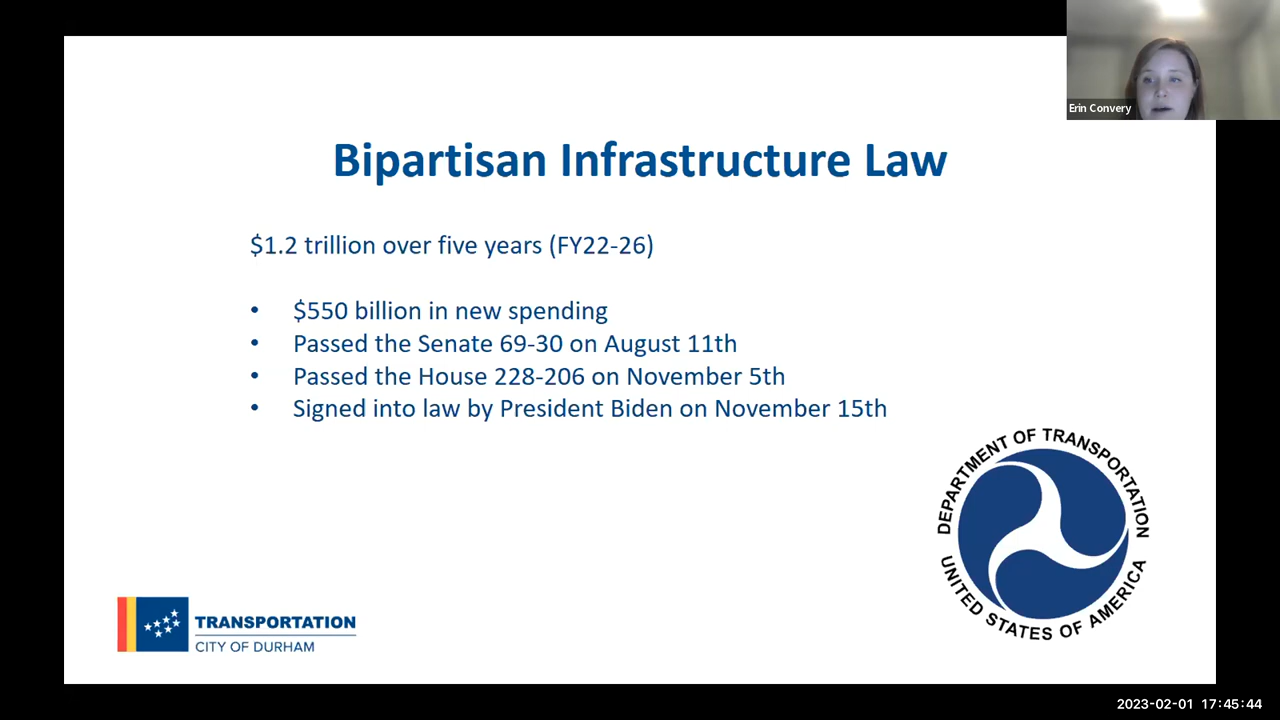 Erin Convery
Bipartisan Infrastructure Law
$1.2 trillion over five years (FY22-26)
• $550 billion in new spending
• Passed the Senate 69-30 on August 11th
• Passed the House 228-206 on November 5th
• Signed into law by President Biden on November 15th
DEPARTMENT OF TRANSPORTATION
UNITED STATES OF AMERICA
TRANSPORTATION
CITY OF DURHAM
2023-02-01 17:45:44